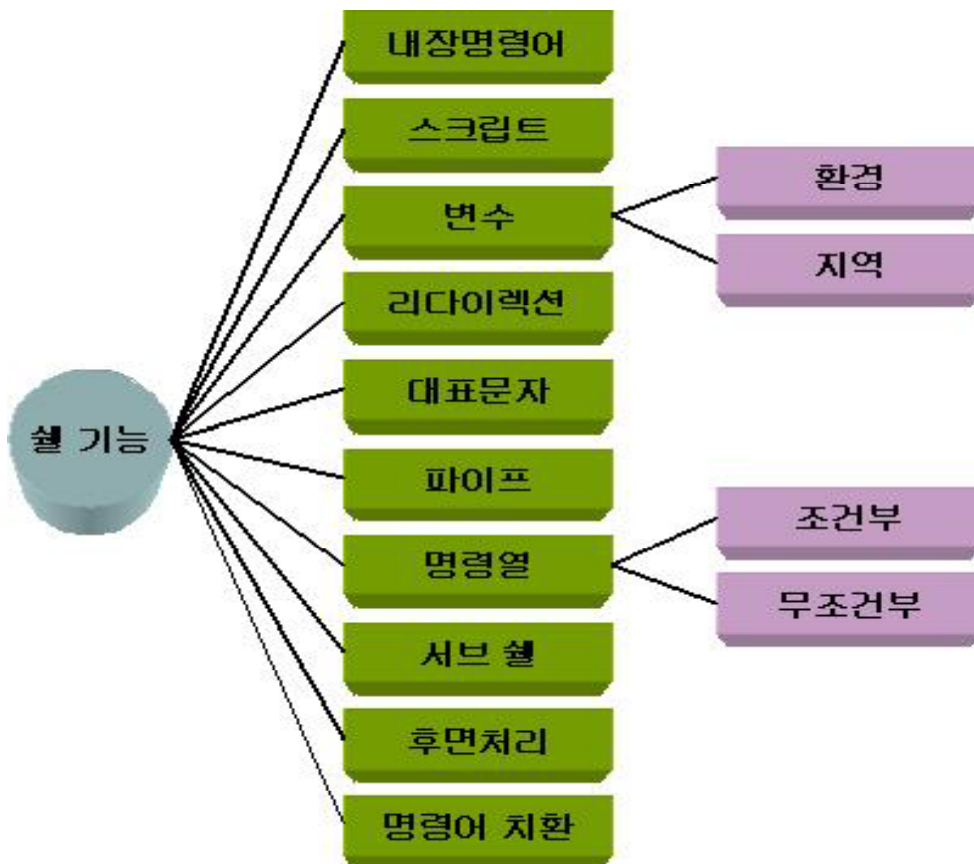 내장명령어
스크립트
변수
환경
지역
리다이렉션
대표문자
쉘 기능
파이프
명령열
조건부
무조건부
서브 쉘
후면처리
명령어 치환